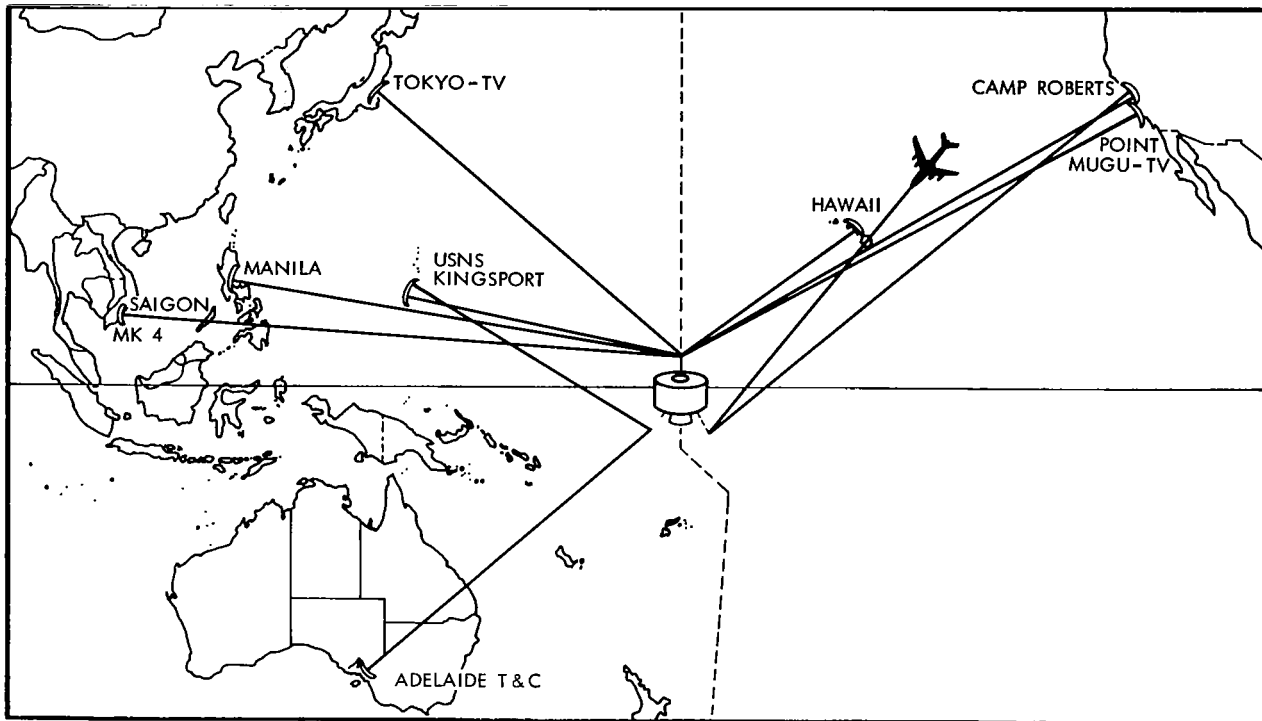 TOKYO-TV
CAMP ROBERTS
POINT
MUGU-TV
HAWAII
USNS
KINGSPORT
MANILA
SAIGON
MK 4
ADELAIDE T & C